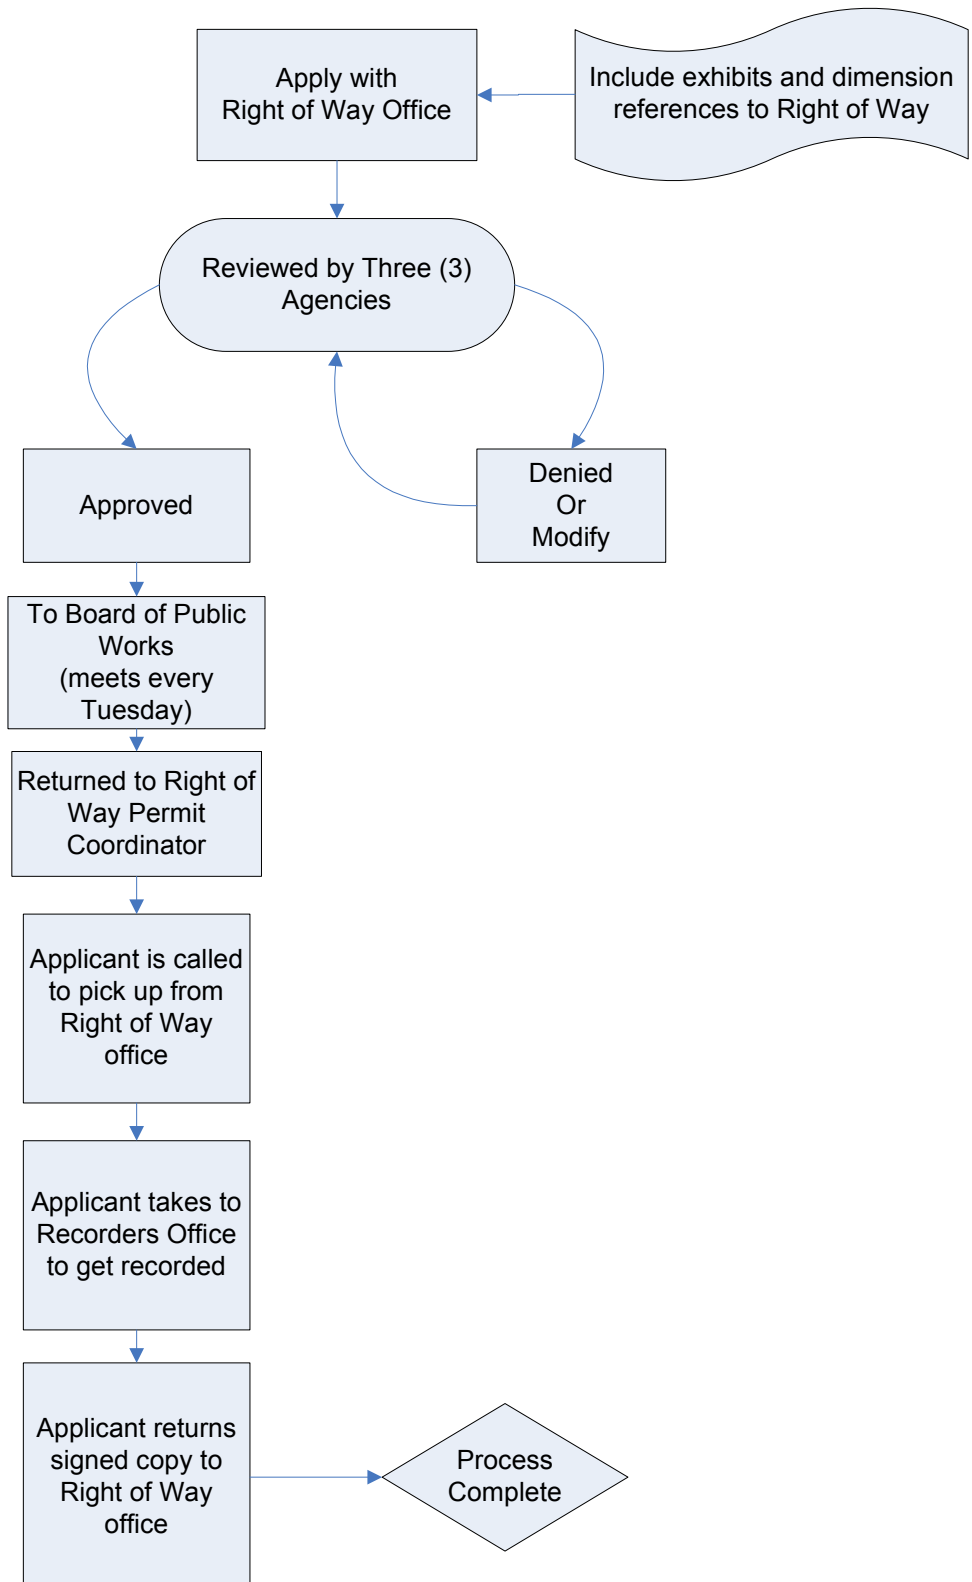 Apply with
Right of Way Office
Include exhibits and dimension
references to Right of Way
Reviewed by Three (3)
Agencies
Approved
Denied
Or
Modify
To Board of Public
Works
(meets every
Tuesday)
Returned to Right of
Way Permit
Coordinator
Applicant is called
to pick up from
Right of Way
office
Applicant takes to
Recorders Office
to get recorded
Applicant returns
signed copy to
Right of Way
office
Process
Complete